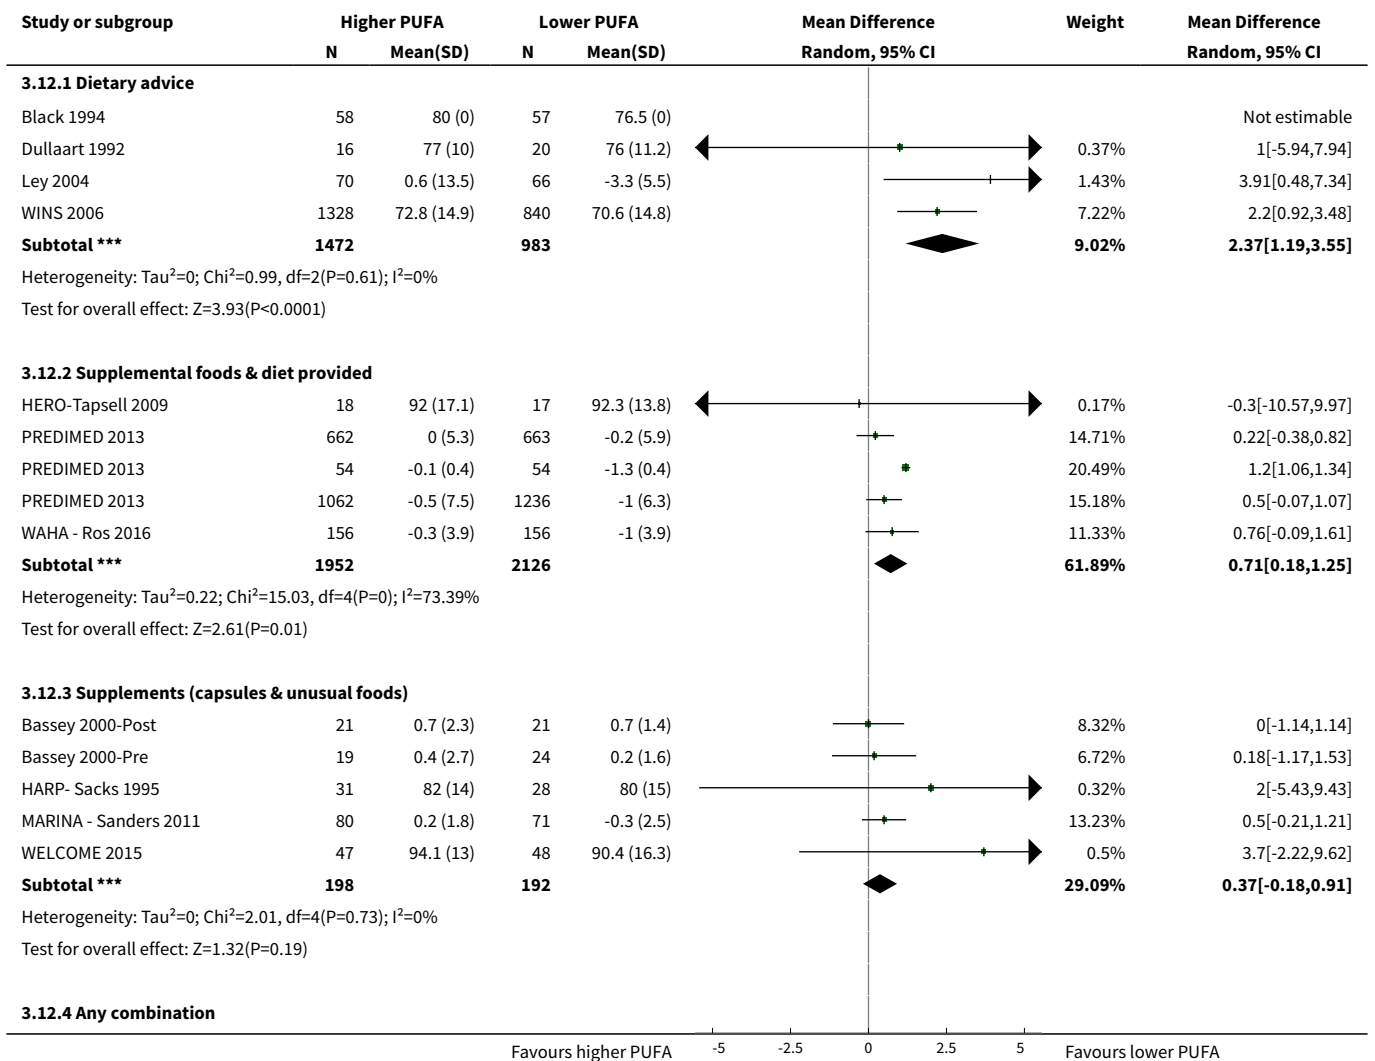 Study or subgroup Higher PUFA Lower PUFA Mean Difference Weight Mean Difference
N Mean(SD) N Mean(SD) Random, 95% CI Random, 95% CI
3.12.1 Dietary advice
Black 1994 58 80 (0) 57 76.5 (0) Not estimable
Dullaart 1992 16 77 (10) 20 76 (11.2) 0.37% 1[-5.94,7.94]
Ley 2004 70 0.6 (13.5) 66 -3.3 (5.5) 1.43% 3.91[0.48,7.34]
WINS 2006 1328 72.8 (14.9) 840 70.6 (14.8) 7.22% 2.2[0.92,3.48]
Subtotal *** 1472 983 9.02% 2.37[1.19,3.55]
Heterogeneity: Tau²=0; Chi²=0.99, df=2(P=0.61); I²=0%
Test for overall effect: Z=3.93(P<0.0001)
3.12.2 Supplemental foods & diet provided
HERO-Tapsell 2009 18 92 (17.1) 17 92.3 (13.8) 0.17% -0.3[-10.57,9.97]
PREDIMED 2013 662 0 (5.3) 663 -0.2 (5.9) 14.71% 0.22[-0.38,0.82]
PREDIMED 2013 54 -0.1 (0.4) 54 -1.3 (0.4) 20.49% 1.2[1.06,1.34]
PREDIMED 2013 1062 -0.5 (7.5) 1236 -1 (6.3) 15.18% 0.5[-0.07,1.07]
WAHA - Ros 2016 156 -0.3 (3.9) 156 -1 (3.9) 11.33% 0.76[-0.09,1.61]
Subtotal *** 1952 2126 61.89% 0.71[0.18,1.25]
Heterogeneity: Tau²=0.22; Chi²=15.03, df=4(P=0); I²=73.39%
Test for overall effect: Z=2.61(P=0.01)
3.12.3 Supplements (capsules & unusual foods)
Bassey 2000-Post 21 0.7 (2.3) 21 0.7 (1.4) 8.32% 0[-1.14,1.14]
Bassey 2000-Pre 19 0.4 (2.7) 24 0.2 (1.6) 6.72% 0.18[-1.17,1.53]
HARP- Sacks 1995 31 82 (14) 28 80 (15) 0.32% 2[-5.43,9.43]
MARINA - Sanders 2011 80 0.2 (1.8) 71 -0.3 (2.5) 13.23% 0.5[-0.21,1.21]
WELCOME 2015 47 94.1 (13) 48 90.4 (16.3) 0.5% 3.7[-2.22,9.62]
Subtotal *** 198 192 29.09% 0.37[-0.18,0.91]
Heterogeneity: Tau²=0; Chi²=2.01, df=4(P=0.73); I²=0%
Test for overall effect: Z=1.32(P=0.19)
3.12.4 Any combination
Favours higher PUFA -5 -2.5 0 2.5 5 Favours lower PUFA